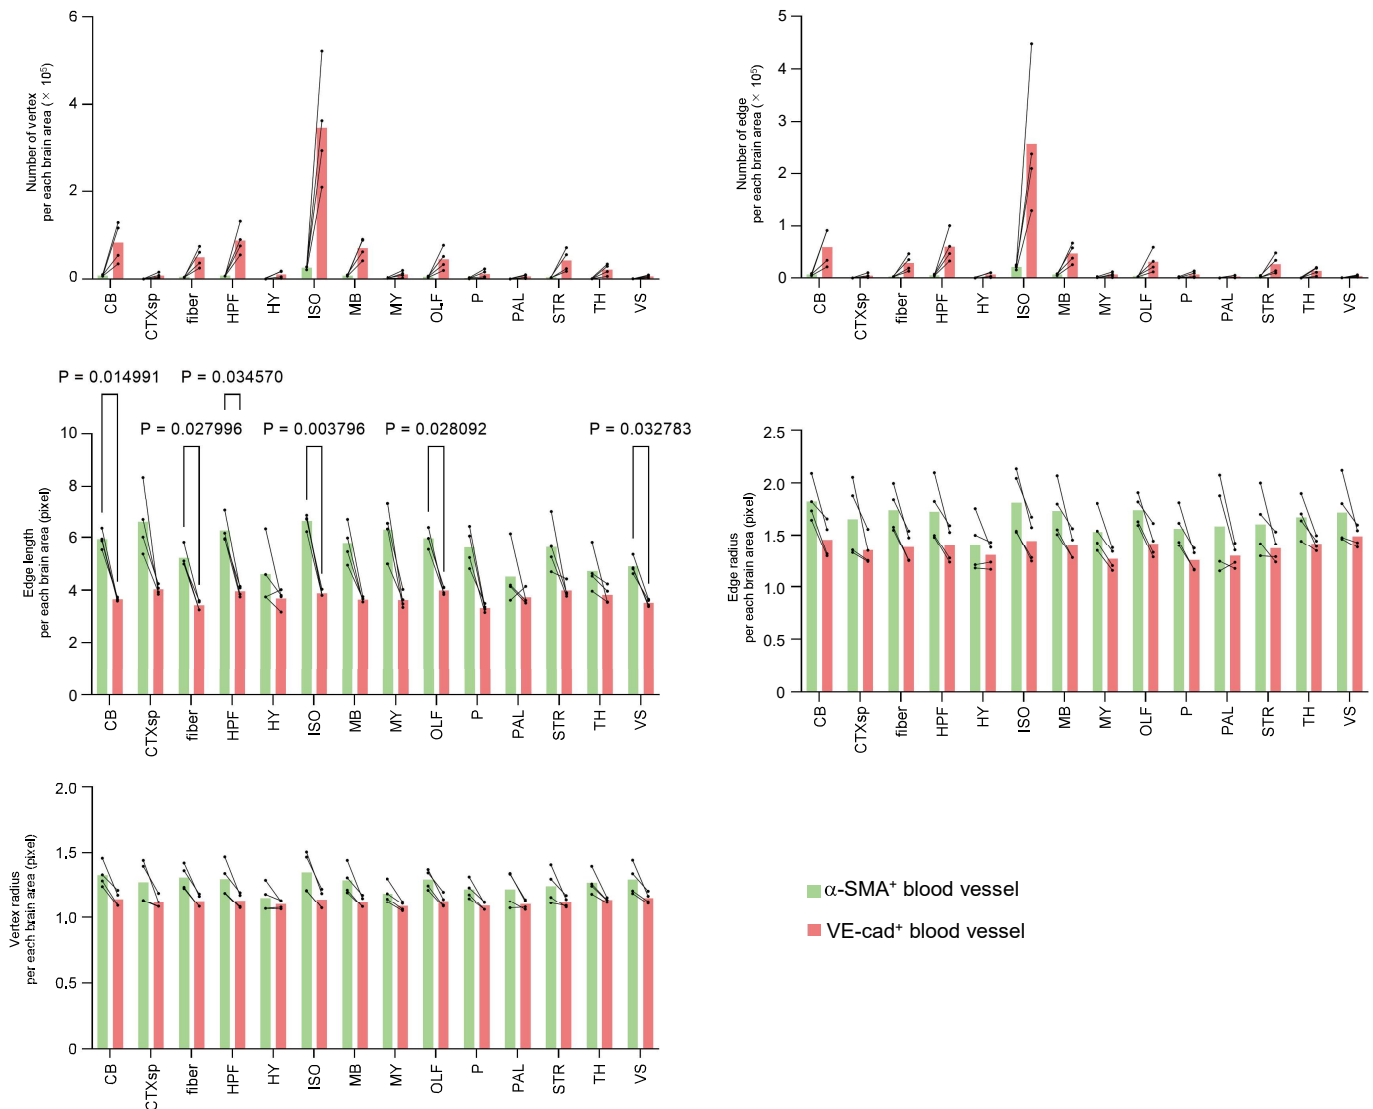 Number of vertex
per each brain area (× 10⁵)
6
4
2
0
CB
CTXsp
fiber
HPF
HY
ISO
MB
MY
OLF
P
PAL
STR
TH
VS
Number of edge
per each brain area (× 10⁵)
5
4
3
2
1
0
CB
CTXsp
fiber
HPF
HY
ISO
MB
MY
OLF
P
PAL
STR
TH
VS
P = 0.014991
P = 0.034570
P = 0.027996
P = 0.003796
P = 0.028092
P = 0.032783
Edge length
per each brain area (pixel)
10
8
6
4
2
0
CB
CTXsp
fiber
HPF
HY
ISO
MB
MY
OLF
P
PAL
STR
TH
VS
Edge radius
per each brain area (pixel)
2.5
2.0
1.5
1.0
0.5
0
CB
CTXsp
fiber
HPF
HY
ISO
MB
MY
OLF
P
PAL
STR
TH
VS
Vertex radius
per each brain area (pixel)
2.0
1.5
1.0
0.5
0
CB
CTXsp
fiber
HPF
HY
ISO
MB
MY
OLF
P
PAL
STR
TH
VS
α-SMA⁺ blood vessel
VE-cad⁺ blood vessel